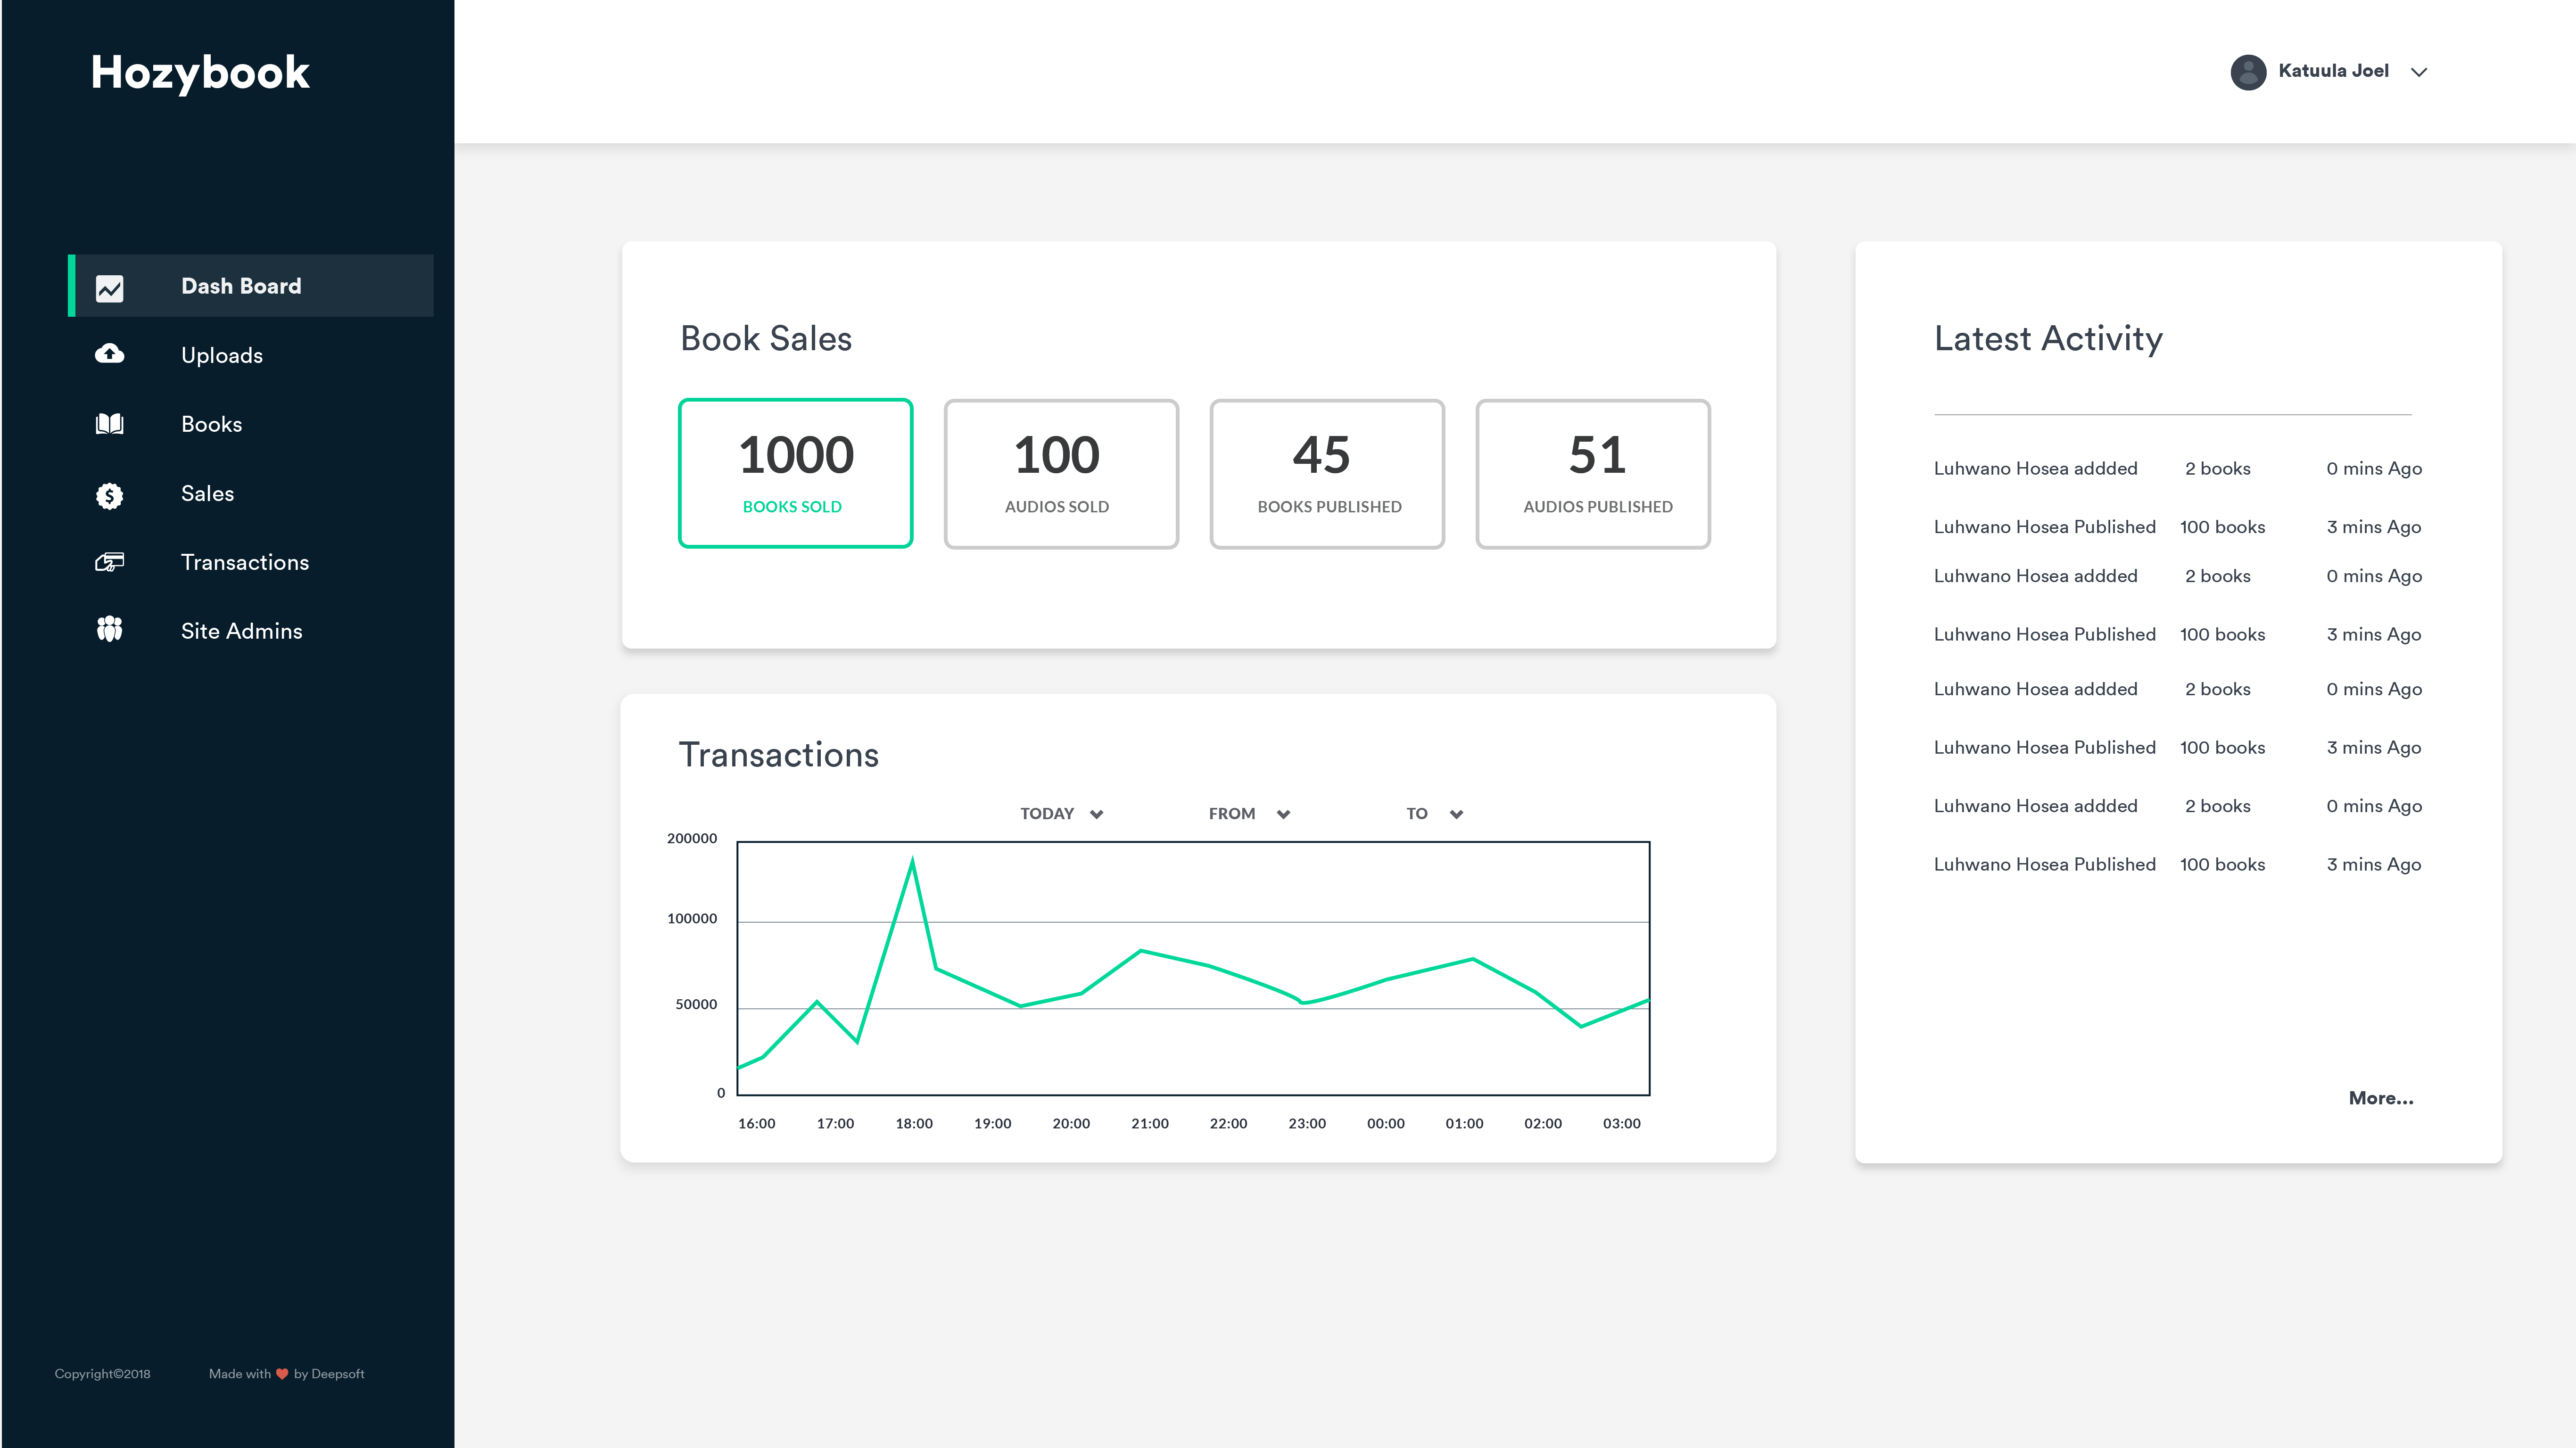 Hozybook
Katuula Joel
Dash Board
Uploads
Books
Sales
Transactions
Site Admins
Copyright©2018
Made with by Deepsoft
Book Sales
1000
BOOKS SOLD
100
AUDIOS SOLD
45
BOOKS PUBLISHED
51
AUDIOS PUBLISHED
Transactions
TODAY FROM TO
200000
100000
50000
0
16:00 17:00 18:00 19:00 20:00 21:00 22:00 23:00 00:00 01:00 02:00 03:00
Latest Activity
Luhwano Hosea addded 2 books 0 mins Ago
Luhwano Hosea Published 100 books 3 mins Ago
Luhwano Hosea addded 2 books 0 mins Ago
Luhwano Hosea Published 100 books 3 mins Ago
Luhwano Hosea addded 2 books 0 mins Ago
Luhwano Hosea Published 100 books 3 mins Ago
Luhwano Hosea addded 2 books 0 mins Ago
Luhwano Hosea Published 100 books 3 mins Ago
More...